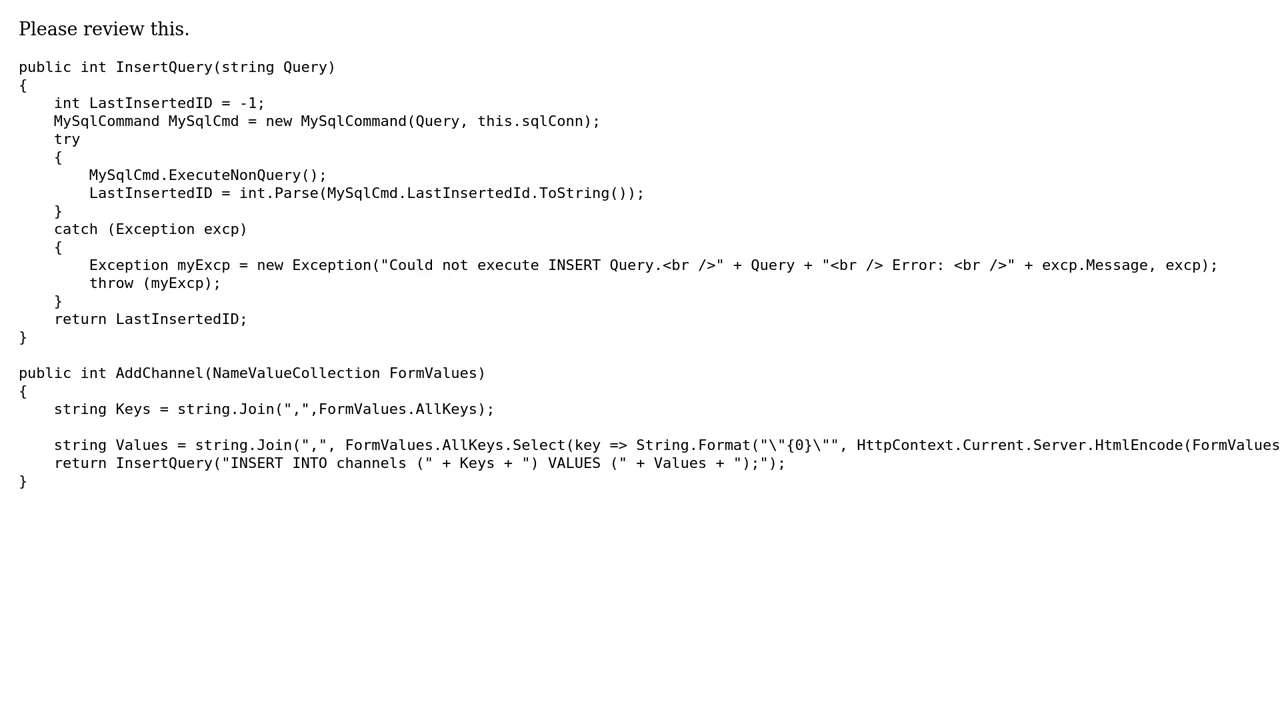 Please review this.
public int InsertQuery(string Query)
{
    int LastInsertedID = -1;
    MySqlCommand MySqlCmd = new MySqlCommand(Query, this.sqlConn);
    try
    {
        MySqlCmd.ExecuteNonQuery();
        LastInsertedID = int.Parse(MySqlCmd.LastInsertedId.ToString());
    }
    catch (Exception excp)
    {
        Exception myExcp = new Exception("Could not execute INSERT Query.<br />" + Query + "<br /> Error: <br />" + excp.Message, excp);
        throw (myExcp);
    }
    return LastInsertedID;
}

public int AddChannel(NameValueCollection FormValues)
{
    string Keys = string.Join(",",FormValues.AllKeys);

    string Values = string.Join(",", FormValues.AllKeys.Select(key => String.Format("\"{0}\"", HttpContext.Current.Server.HtmlEncode(FormValues
    return InsertQuery("INSERT INTO channels (" + Keys + ") VALUES (" + Values + ");");
}